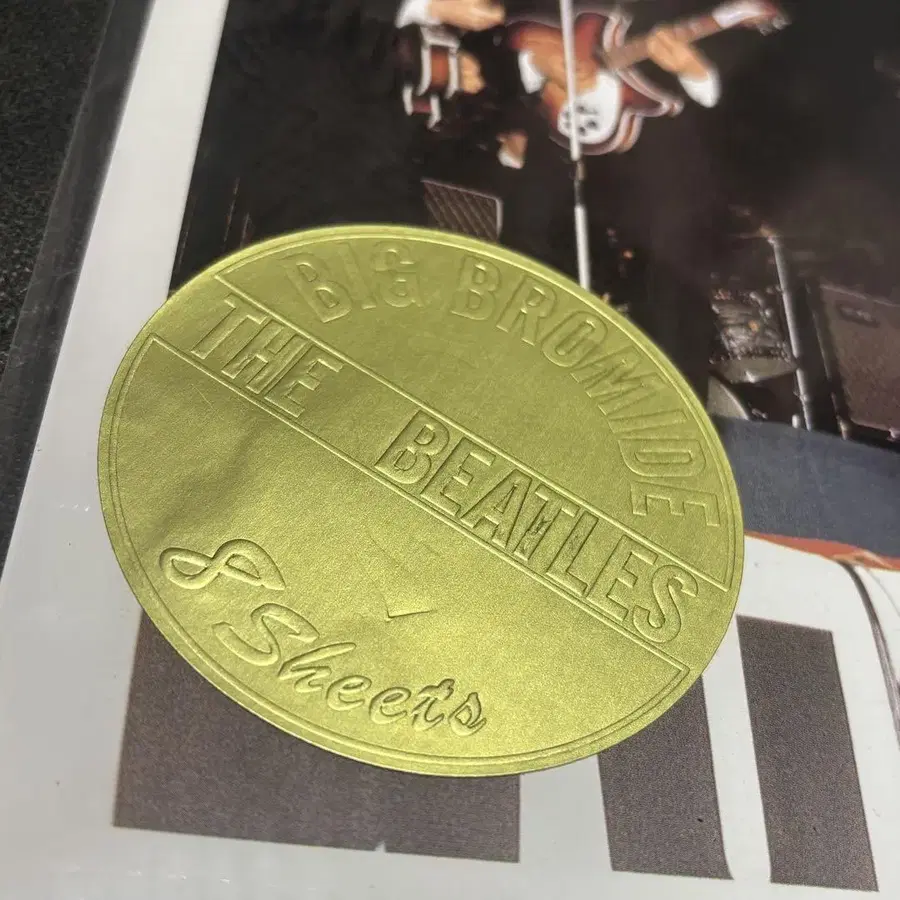 BIG BROMIDE
THE BEATLES
8 Sheets